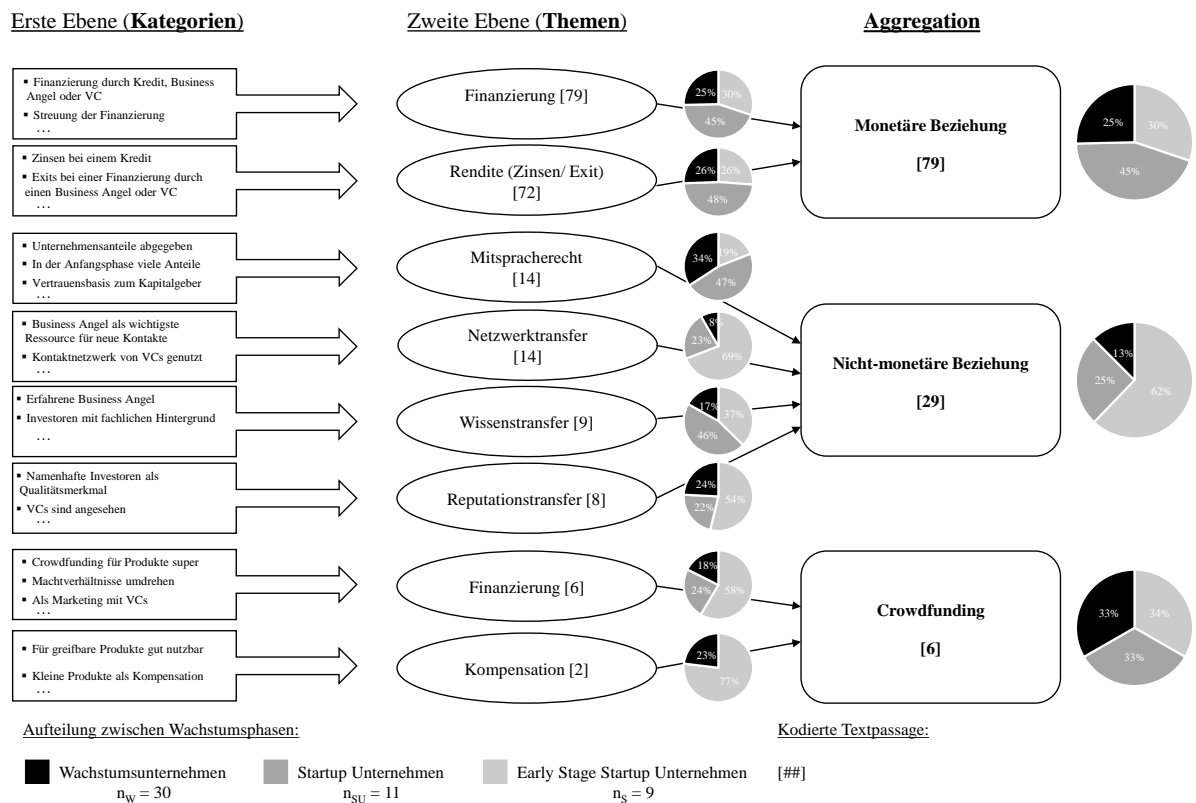 Erste Ebene (Kategorien)
Zweite Ebene (Themen)
Aggregation
▪ Finanzierung durch Kredit, Business
Angel oder VC
▪ Streuung der Finanzierung
…
Finanzierung [79]
25%
30%
45%
▪ Zinsen bei einem Kredit
▪ Exits bei einer Finanzierung durch
einen Business Angel oder VC
…
Rendite (Zinsen/ Exit)
[72]
26%
26%
48%
Monetäre Beziehung
[79]
25%
30%
45%
▪ Unternehmensanteile abgegeben
▪ In der Anfangsphase viele Anteile
▪ Vertrauensbasis zum Kapitalgeber
…
Mitspracherecht
[14]
34%
19%
47%
▪ Business Angel als wichtigste
Ressource für neue Kontakte
▪ Kontaktnetzwerk von VCs genutzt
…
Netzwerktransfer
[14]
8%
23%
69%
▪ Erfahrene Business Angel
▪ Investoren mit fachlichen Hintergrund
…
Wissenstransfer [9]
17%
37%
46%
▪ Namenhafte Investoren als
Qualitätsmerkmal
▪ VCs sind angesehen
…
Reputationstransfer [8]
24%
54%
22%
Nicht-monetäre Beziehung
[29]
13%
25%
62%
▪ Crowdfunding für Produkte super
▪ Machtverhältnisse umdrehen
▪ Als Marketing mit VCs
…
Finanzierung [6]
18%
24%
58%
▪ Für greifbare Produkte gut nutzbar
▪ Kleine Produkte als Kompensation
…
Kompensation [2]
23%
77%
Crowdfunding
[6]
33%
34%
33%
Aufteilung zwischen Wachstumsphasen:
Kodierte Textpassage:
Wachstumsunternehmen
n_W = 30
Startup Unternehmen
n_SU = 11
Early Stage Startup Unternehmen
n_S = 9
[##]